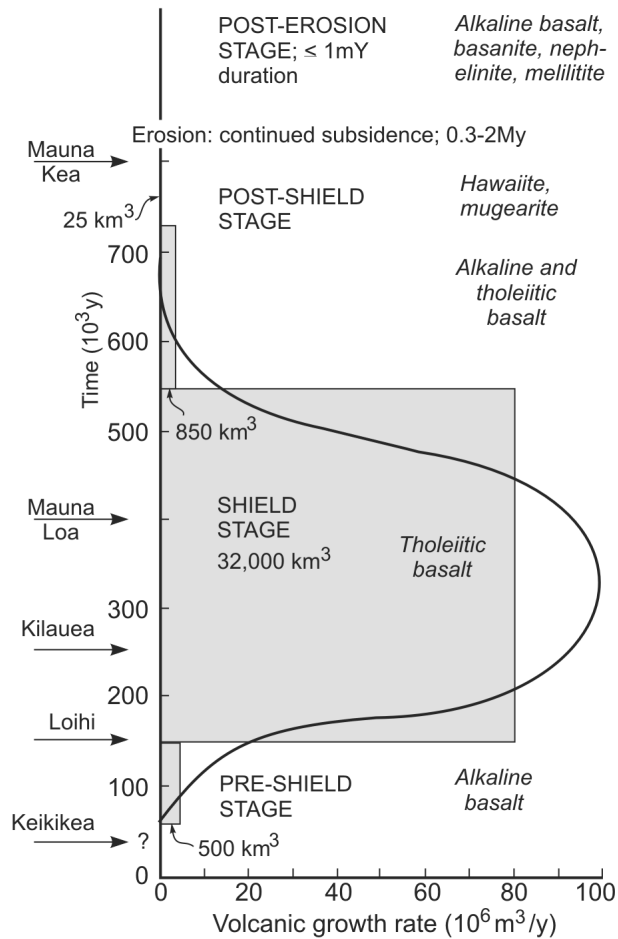 POST-EROSION
STAGE; ≤ 1mY
duration
Alkaline basalt,
basanite, neph-
elinite, melilitite
Erosion: continued subsidence; 0.3-2My
Mauna
Kea
25 km³
POST-SHIELD
STAGE
Hawaiite,
mugearite
Alkaline and
tholeiitic
basalt
700
600
500
300
200
100
0
Time (10³y)
850 km³
Mauna
Loa
SHIELD
STAGE
32,000 km³
Tholeiitic
basalt
Kilauea
Loihi
PRE-SHIELD
STAGE
Alkaline
basalt
Keikikea
?
500 km³
0 20 40 60 80 100
Volcanic growth rate (10⁶m³/y)